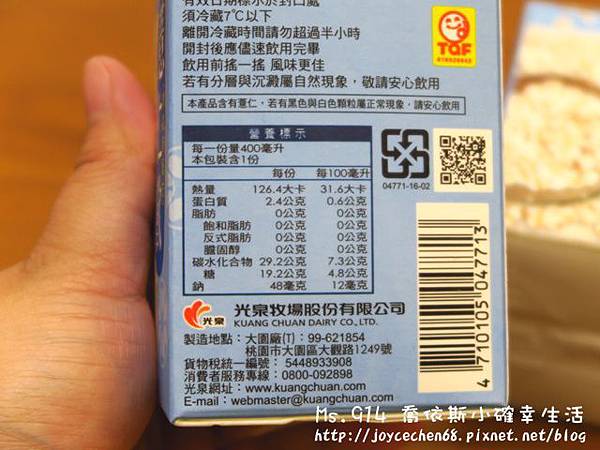 有效日期標示於封口處
須冷藏7℃以下
離開冷藏時間請勿超過半小時
開封後應儘速飲用完畢
飲用前搖一搖 風味更佳
若有分層與沉澱屬自然現象，敬請安心飲用
TQF
本產品含有薏仁，若有黑色與白色顆粒屬正常現象，請安心飲用
營養標示
每一份量400毫升
本包裝含1份
每份 每100毫升
熱量 126.4大卡 31.6大卡
蛋白質 2.4公克 0.6公克
脂肪 0公克 0公克
飽和脂肪 0公克 0公克
反式脂肪 0公克 0公克
膽固醇 0公克 0公克
碳水化合物 29.2公克 7.3公克
糖 19.2公克 4.8公克
鈉 48毫克 12毫克
04771-16-02
4 710105 047713
光泉
光泉牧場股份有限公司
KUANG CHUAN DAIRY CO., LTD.
製造地點：大園廠(T)：99-621854
桃園市大園區大觀路1249號
貨物稅統一編號： 5448933908
消費者服務專線：0800-092898
光泉網址：www.kuangchuan.com
E-mail：webmaster@kuangchuan.com
Ms.914 喬依斯小確幸生活
http://joycechen68.pixnet.net/blog